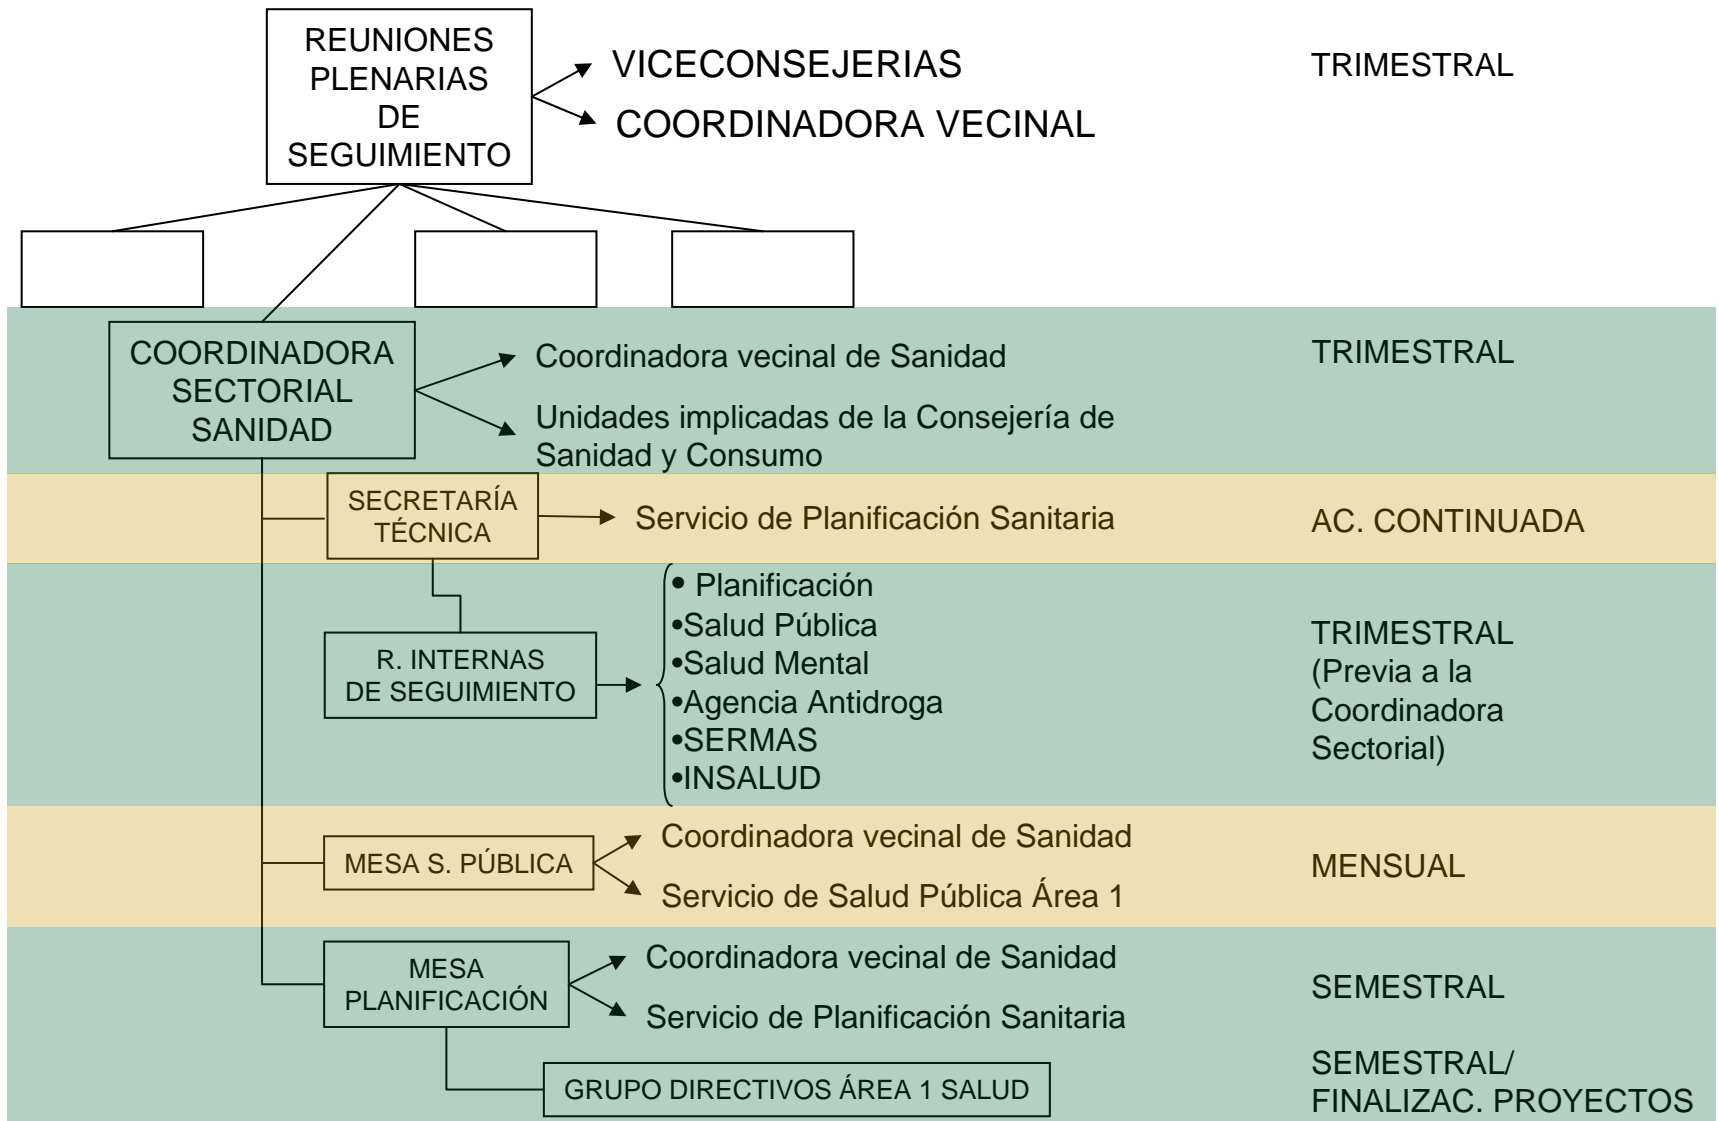 REUNIONES
PLENARIAS
DE
SEGUIMIENTO
VICECONSEJERIAS
TRIMESTRAL
COORDINADORA VECINAL
COORDINADORA
SECTORIAL
SANIDAD
Coordinadora vecinal de Sanidad
Unidades implicadas de la Consejería de
Sanidad y Consumo
TRIMESTRAL
SECRETARÍA
TÉCNICA
Servicio de Planificación Sanitaria
AC. CONTINUADA
R. INTERNAS
DE SEGUIMIENTO
• Planificación
•Salud Pública
•Salud Mental
•Agencia Antidroga
•SERMAS
•INSALUD
TRIMESTRAL
(Previa a la
Coordinadora
Sectorial)
MESA S. PÚBLICA
Coordinadora vecinal de Sanidad
Servicio de Salud Pública Área 1
MENSUAL
MESA
PLANIFICACIÓN
Coordinadora vecinal de Sanidad
Servicio de Planificación Sanitaria
SEMESTRAL
GRUPO DIRECTIVOS ÁREA 1 SALUD
SEMESTRAL/
FINALIZAC. PROYECTOS